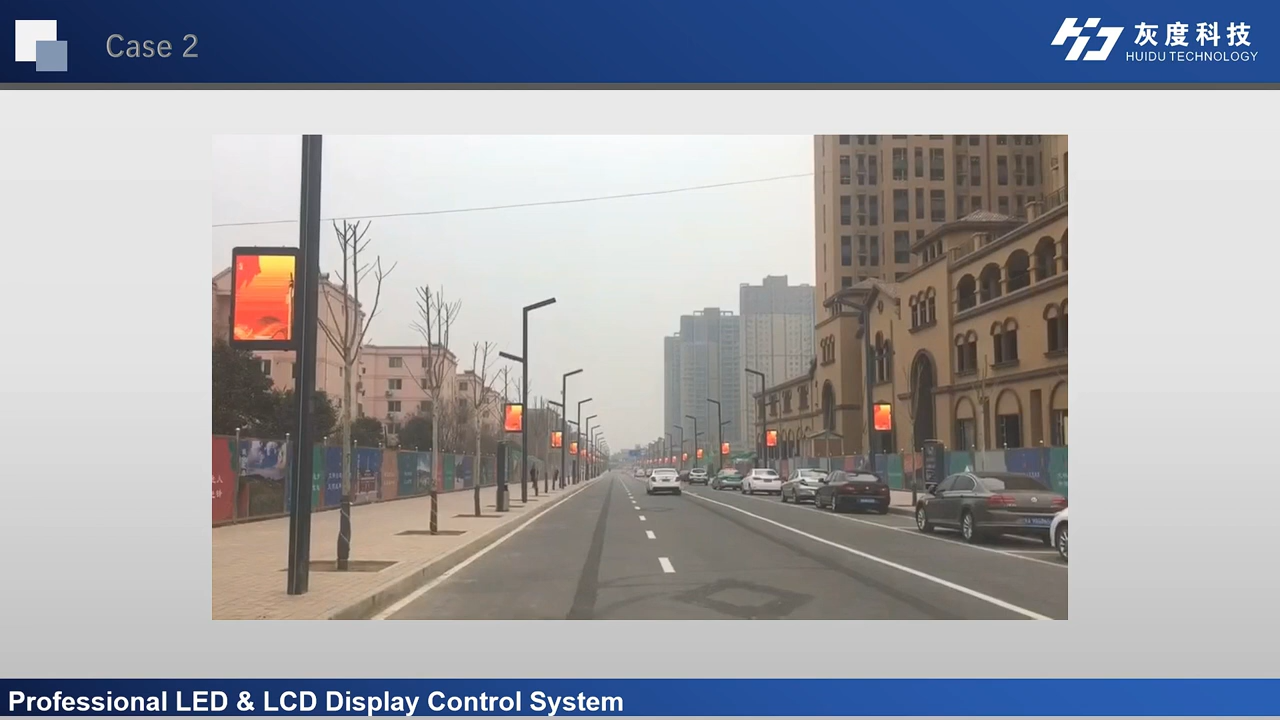 Case 2
灰度科技
HUIDU TECHNOLOGY
Professional LED & LCD Display Control System